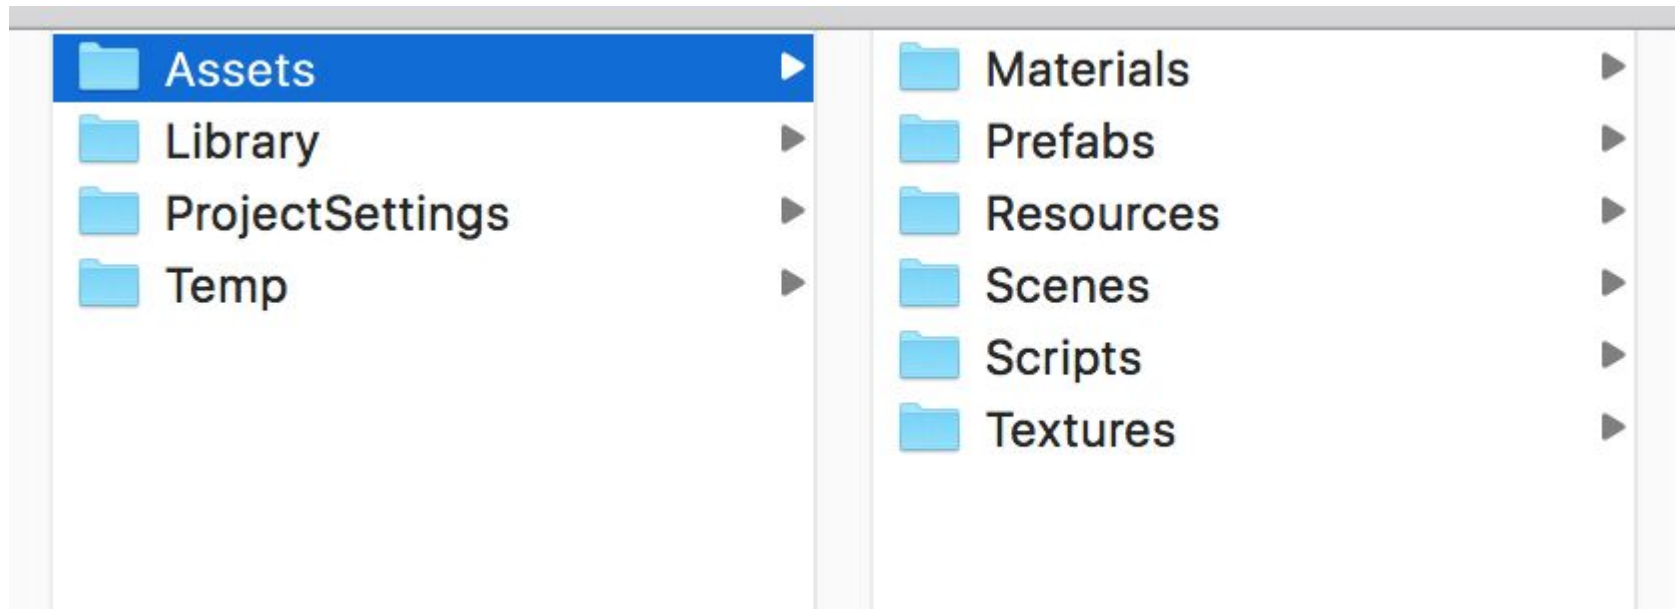 Assets
Library
ProjectSettings
Temp
Materials
Prefabs
Resources
Scenes
Scripts
Textures